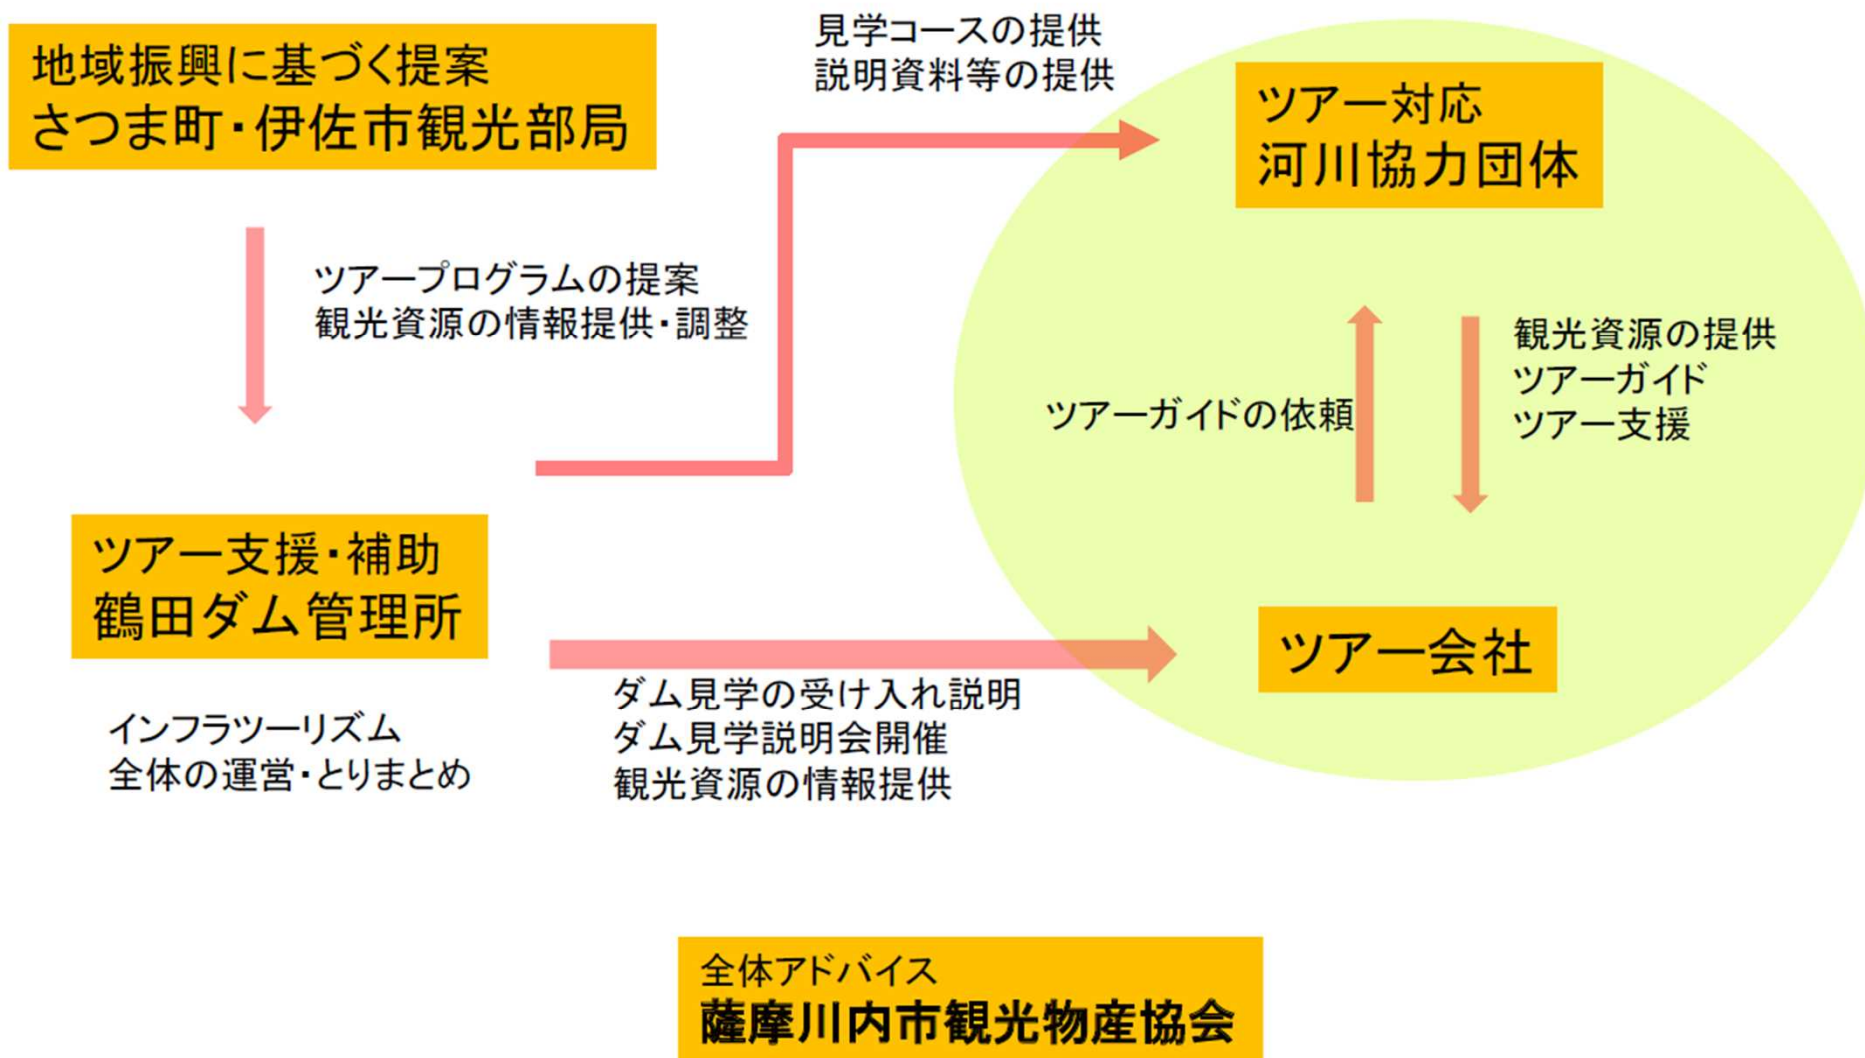 地域振興に基づく提案
さつま町・伊佐市観光部局
見学コースの提供
説明資料等の提供
ツアー対応
河川協力団体
ツアープログラムの提案
観光資源の情報提供・調整
ツアーガイドの依頼
観光資源の提供
ツアーガイド
ツアー支援
ツアー支援・補助
鶴田ダム管理所
ツアー会社
インフラツーリズム
全体の運営・とりまとめ
ダム見学の受け入れ説明
ダム見学説明会開催
観光資源の情報提供
全体アドバイス
薩摩川内市観光物産協会